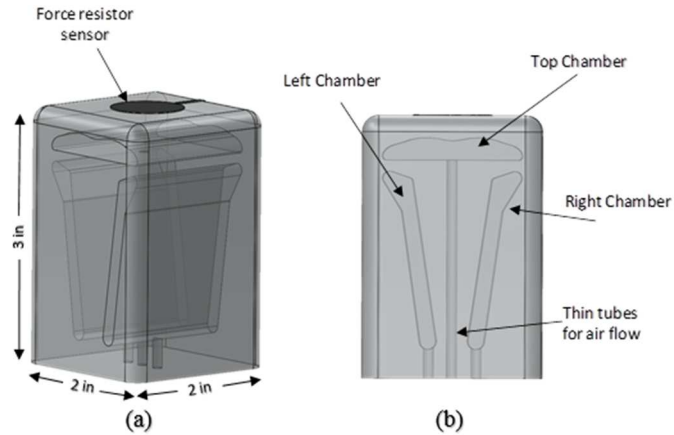 Force resistor
sensor
Left Chamber
Top Chamber
Right Chamber
3 in
Thin tubes
for air flow
2 in
2 in
(a)
(b)